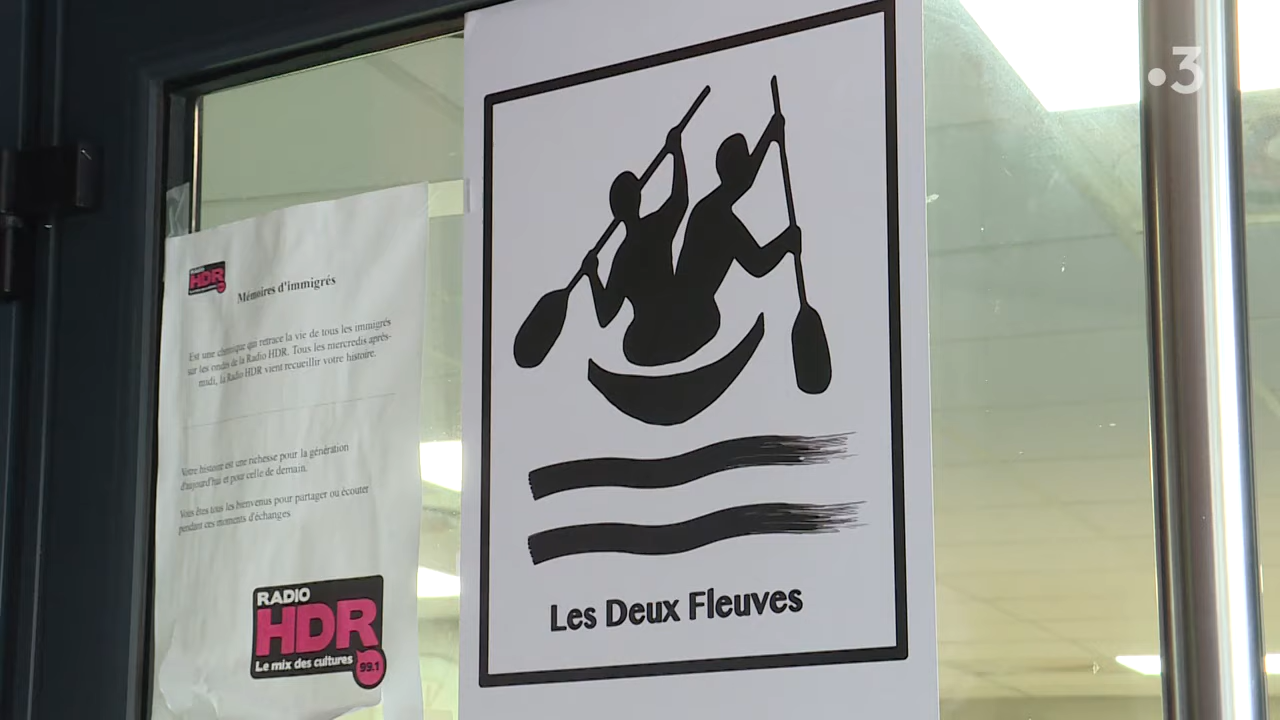 RADIO
HDR
Mémoires d'immigrés
Est une chronique qui retrace la vie de tous les immigrés
sur les ondes de la Radio HDR. Tous les mercredis après-
midi, la Radio HDR vient recueillir votre histoire.
Votre histoire est une richesse pour la génération
d'aujourd'hui et pour celle de demain.
Vous êtes tous les bienvenus pour partager ou écouter
pendant ces moments d'échanges
RADIO
HDR
Le mix des cultures
99.1
Les Deux Fleuves
.3